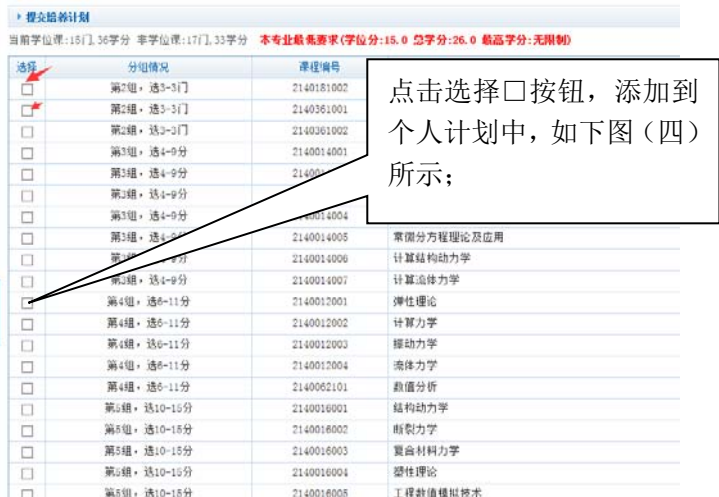 提交培养计划
当前学位课:15门,36学分 非学位课:17门,33学分 本专业最低要求(学位分:15.0 总学分:26.0 最高学分:无限制)
选择 分组情况 课程编号
点击选择□按钮，添加到
个人计划中，如下图（四）
所示；
第2组，选3-3门 2140181002
第2组，选3-3门 2140361001
第2组，选3-3门 2140361002
第3组，选4-9分 2140014001
第3组，选4-9分
第3组，选4-9分
第3组，选4-9分 2140014004
第3组，选4-9分 2140014005 常微分方程理论及应用
2140014006 计算结构动力学
第3组，选4-9分 2140014007 计算流体力学
第4组，选6-11分 2140012001 弹性理论
第4组，选6-11分 2140012002 计算力学
第4组，选6-11分 2140012003 振动力学
第4组，选6-11分 2140012004 流体力学
第4组，选6-11分 2140062101 数值分析
第5组，选10-15分 2140016001 结构动力学
第5组，选10-15分 2140016002 断裂力学
第5组，选10-15分 2140016003 复合材料力学
第5组，选10-15分 2140016004 塑性理论
第5组，选10-15分 2140016005 工程数值模拟技术